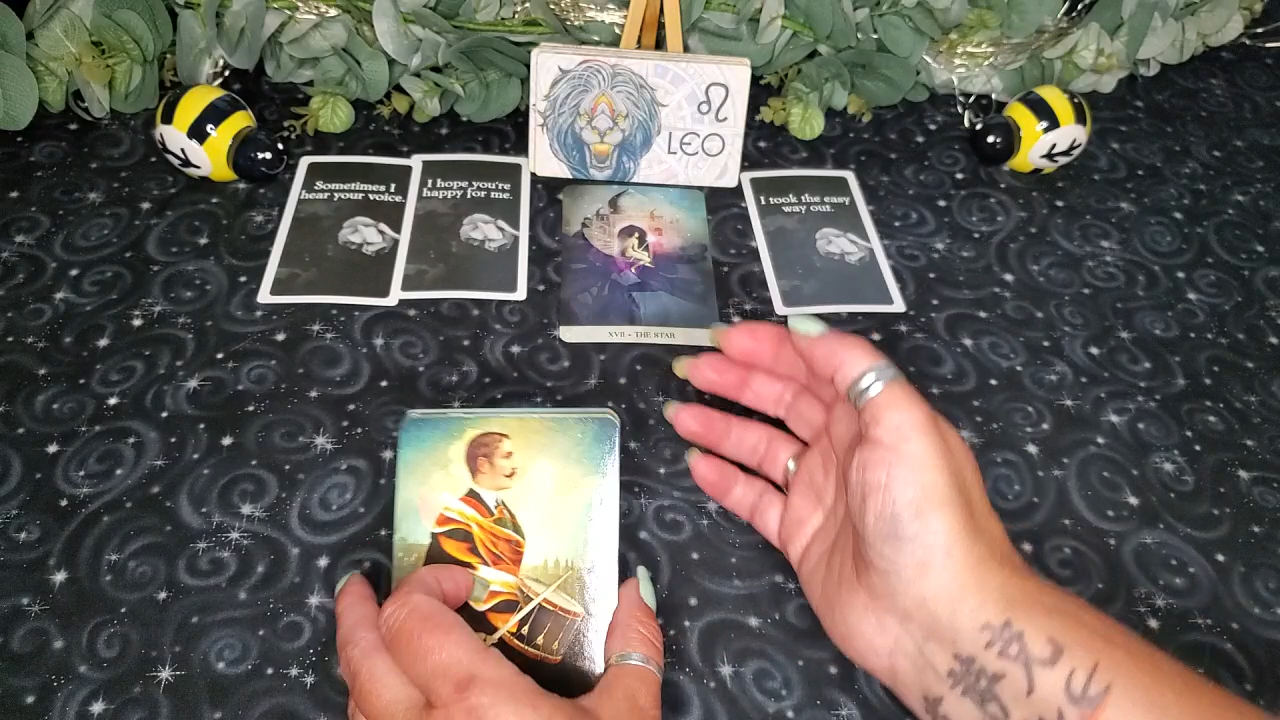 ♌
LEO
Sometimes I
hear your voice.
I hope you're
happy for me.
I took the easy
way out.
XVII • THE STAR